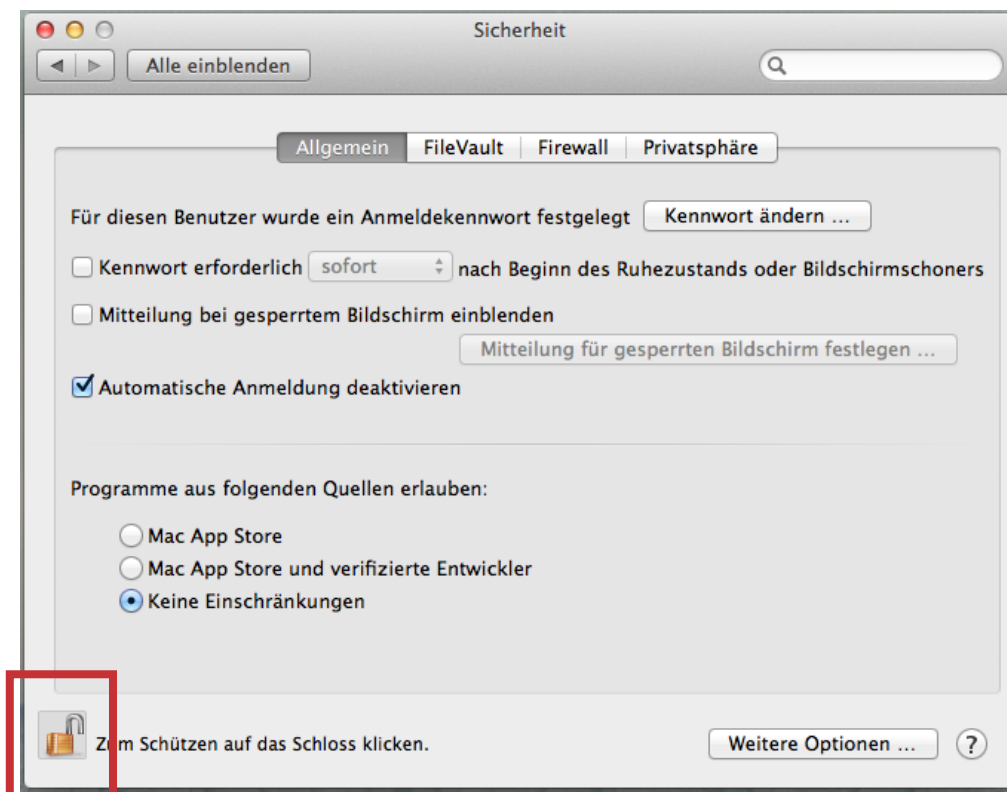 Sicherheit
Alle einblenden
Allgemein FileVault Firewall Privatsphäre
Für diesen Benutzer wurde ein Anmeldekennwort festgelegt Kennwort ändern ...
Kennwort erforderlich sofort nach Beginn des Ruhezustands oder Bildschirmschoners
Mitteilung bei gesperrtem Bildschirm einblenden
Mitteilung für gesperrten Bildschirm festlegen ...
Automatische Anmeldung deaktivieren
Programme aus folgenden Quellen erlauben:
Mac App Store
Mac App Store und verifizierte Entwickler
Keine Einschränkungen
Zum Schützen auf das Schloss klicken. Weitere Optionen ... ?